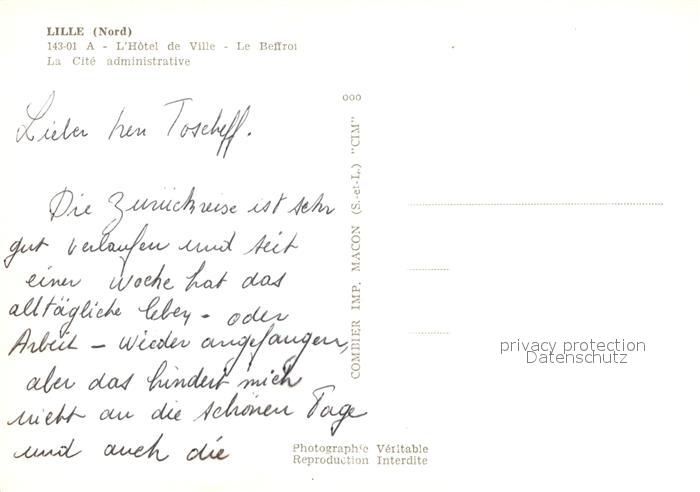 LILLE (Nord)
143-01 A - L'Hôtel de Ville - Le Beffroi
La Cité administrative
Lieber herr Toscheff.
Die Zurückreise ist sehr
gut verlaufen und seit
einer Woche hat das
alltägliche leben - oder
Arbeit - wieder angefangen,
aber das hindert mich
nicht an die schönen Tage
und auch die
ooo
COMBIER IMP. MACON (S.-et-L.) "CIM"
privacy protection
Datenschutz
Photographie Véritable
Reproduction Interdite